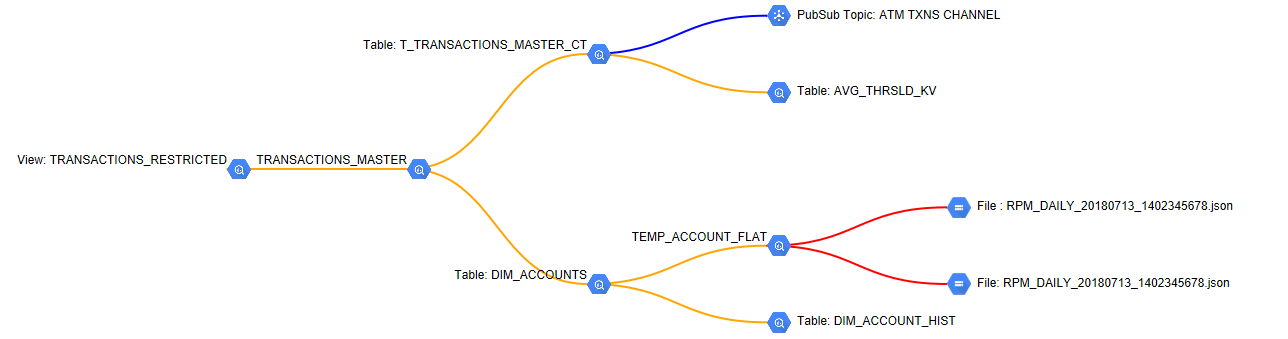 PubSub Topic: ATM TXNS CHANNEL
Table: T_TRANSACTIONS_MASTER_CT
Table: AVG_THRSLD_KV
View: TRANSACTIONS_RESTRICTED
TRANSACTIONS_MASTER
File : RPM_DAILY_20180713_1402345678.json
TEMP_ACCOUNT_FLAT
Table: DIM_ACCOUNTS
File: RPM_DAILY_20180713_1402345678.json
Table: DIM_ACCOUNT_HIST